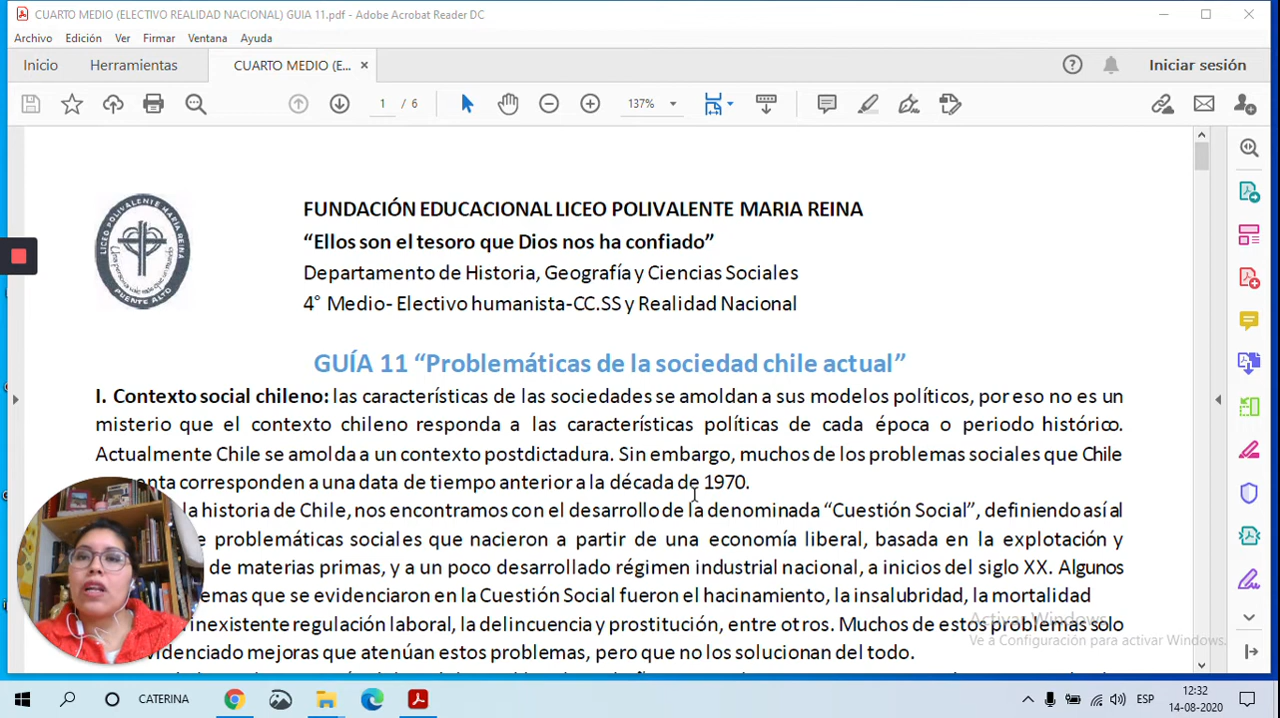 CUARTO MEDIO (ELECTIVO REALIDAD NACIONAL) GUIA 11.pdf - Adobe Acrobat Reader DC
Archivo Edición Ver Firmar Ventana Ayuda
Inicio Herramientas CUARTO MEDIO (E... × Iniciar sesión
1 / 6 137%
LICEO POLIVALENTE MARÍA REINA
PUENTE ALTO
FUNDACIÓN EDUCACIONAL LICEO POLIVALENTE MARIA REINA
“Ellos son el tesoro que Dios nos ha confiado”
Departamento de Historia, Geografía y Ciencias Sociales
4° Medio- Electivo humanista-CC.SS y Realidad Nacional
GUÍA 11 “Problemáticas de la sociedad chile actual”
I. Contexto social chileno: las características de las sociedades se amoldan a sus modelos políticos, por eso no es un
misterio que el contexto chileno responda a las características políticas de cada época o periodo histórico.
Actualmente Chile se amolda a un contexto postdictadura. Sin embargo, muchos de los problemas sociales que Chile
enta corresponden a una data de tiempo anterior a la década de 1970.
la historia de Chile, nos encontramos con el desarrollo de la denominada “Cuestión Social”, definiendo así al
e problemáticas sociales que nacieron a partir de una economía liberal, basada en la explotación y
de materias primas, y a un poco desarrollado régimen industrial nacional, a inicios del siglo XX. Algunos
emas que se evidenciaron en la Cuestión Social fueron el hacinamiento, la insalubridad, la mortalidad
inexistente regulación laboral, la delincuencia y prostitución, entre otros. Muchos de estos problemas solo
videnciado mejoras que atenúan estos problemas, pero que no los solucionan del todo.
Activar Windows
Ve a Configuración para activar Windows.
CATERINA ESP 12:32
14-08-2020